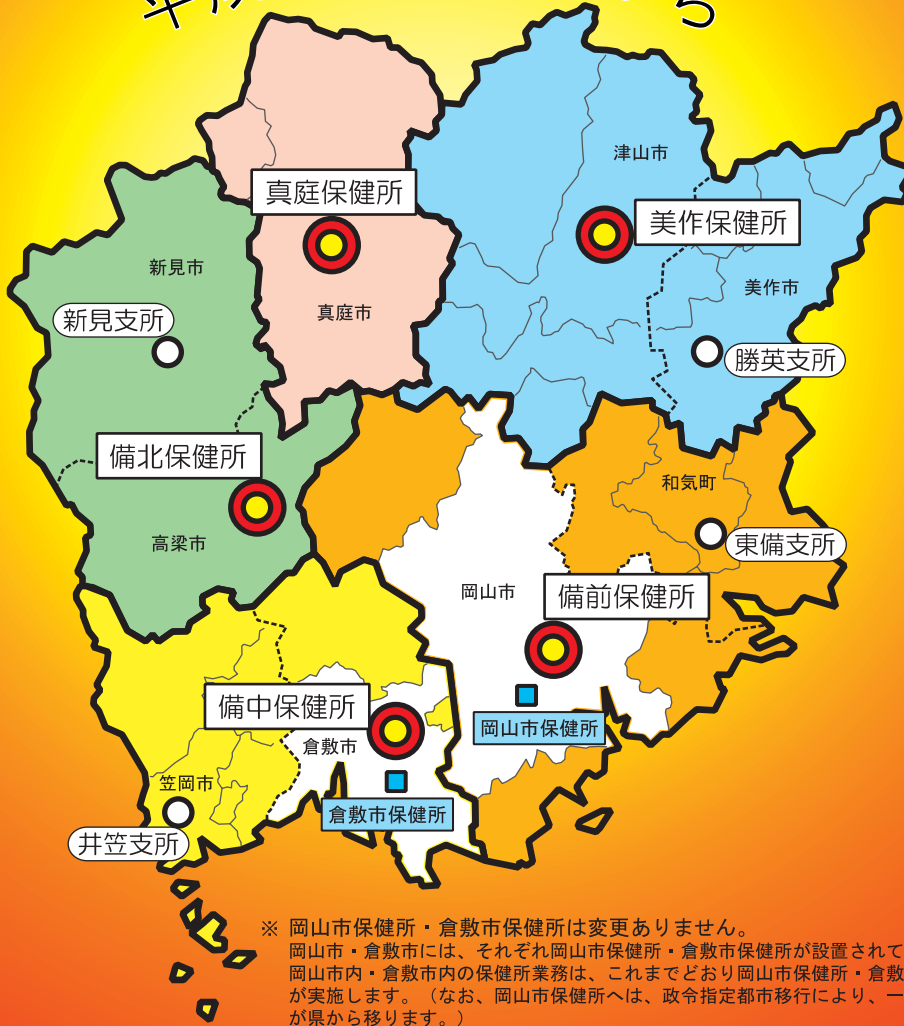 津山市
真庭保健所
美作保健所
新見市
美作市
真庭市
新見支所
勝英支所
備北保健所
和気町
高梁市
東備支所
岡山市
備前保健所
備中保健所
岡山市保健所
倉敷市
笠岡市
倉敷市保健所
井笠支所
※ 岡山市保健所・倉敷市保健所は変更ありません。
岡山市・倉敷市には、それぞれ岡山市保健所・倉敷市保健所が設置されて
岡山市内・倉敷市内の保健所業務は、これまでどおり岡山市保健所・倉敷
が実施します。（なお、岡山市保健所へは、政令指定都市移行により、一
が県から移ります。）